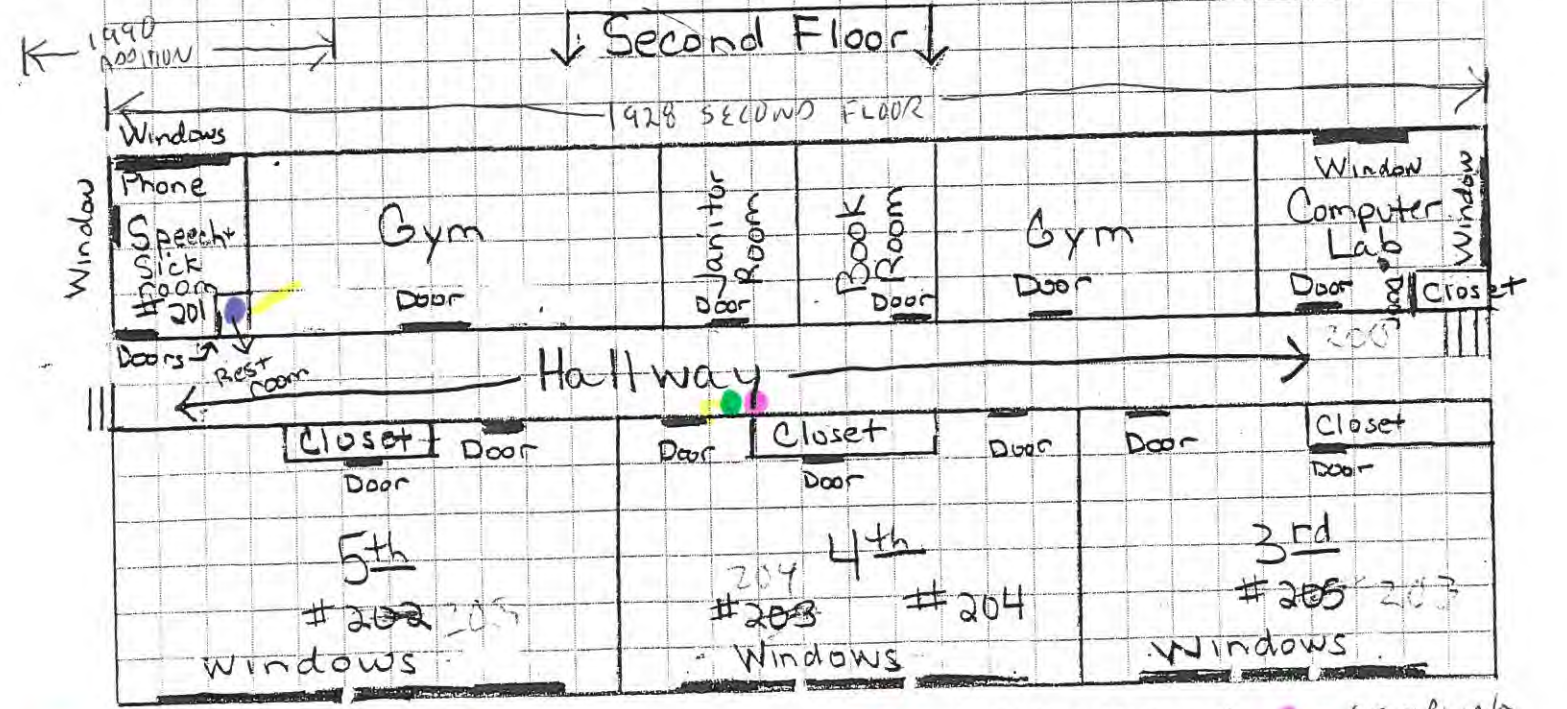 1990
ADDITION
Second Floor
1928 SECOND FLOOR
Windows
Window
Phone
Speech+
Sick
room
#201
Doors
Rest
room
Gym
Door
Janitor
Room
Door
Book
Room
Door
Gym
Door
Window
Computer
Lab
Door
Door
Window
Closet
200
Hallway
Closet
Door
Door
5th
#202 205
Windows
Door
Closet
Door
Door
4th
204
#203 #204
Windows
Door
Closet
Door
3rd
#205 203
Windows